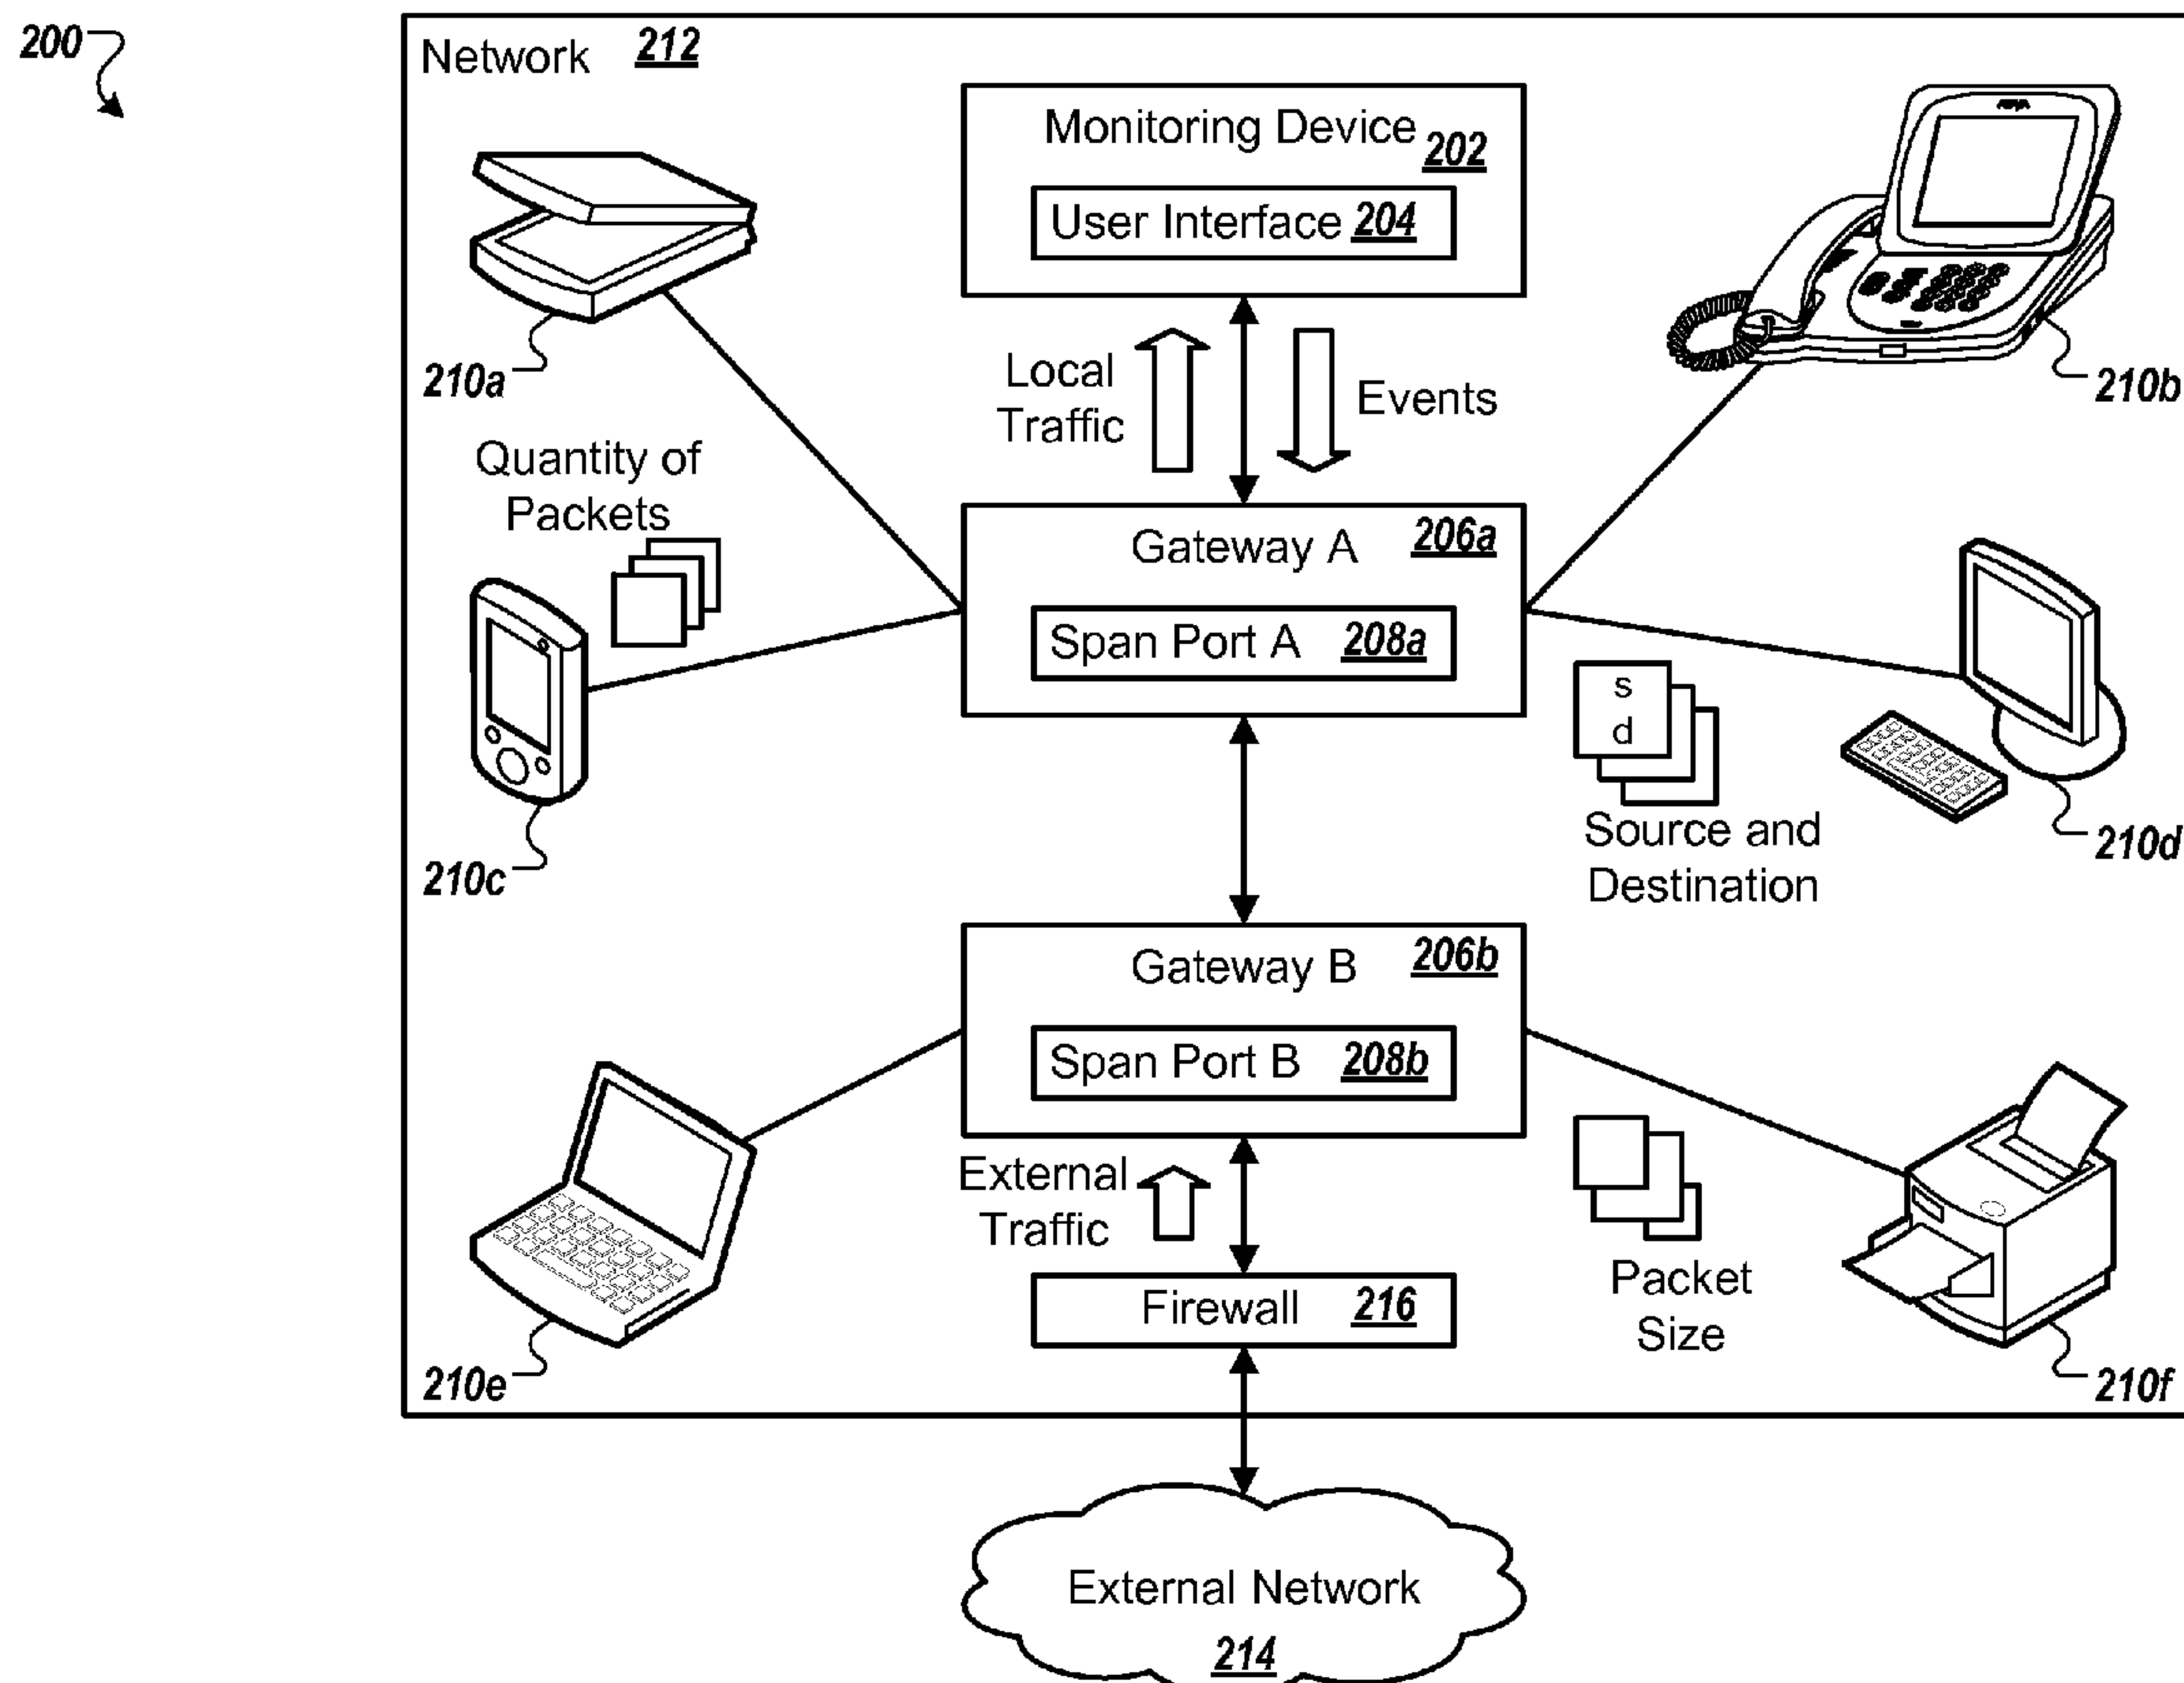 200
Network 212
Monitoring Device 202
User Interface 204
210a
210b
Local
Traffic
Events
Quantity of
Packets
Gateway A 206a
Span Port A 208a
s
d
Source and
Destination
210c
210d
Gateway B 206b
Span Port B 208b
External
Traffic
Packet
Size
Firewall 216
210e
210f
External Network
214